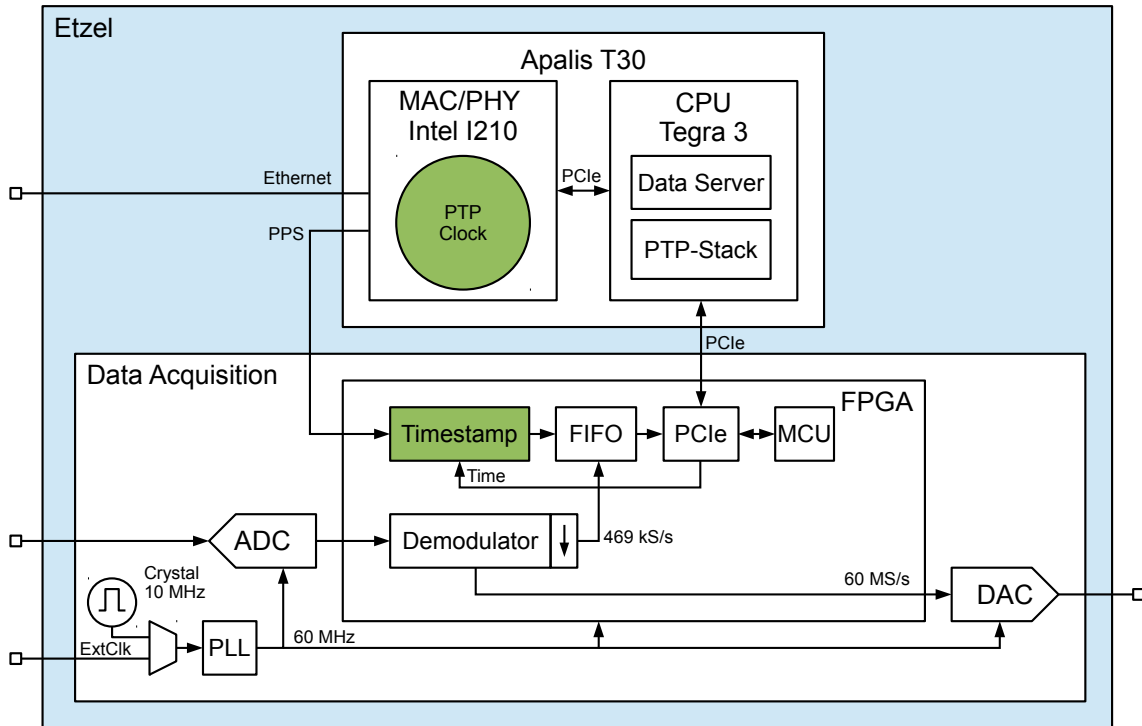 Etzel
Apalis T30
MAC/PHY
Intel I210
CPU
Tegra 3
Ethernet
PCIe
Data Server
PTP
Clock
PPS
PTP-Stack
PCIe
Data Acquisition
FPGA
Timestamp
FIFO
PCIe
MCU
Time
ADC
Demodulator
469 kS/s
Crystal
10 MHz
60 MS/s
DAC
ExtClk
PLL
60 MHz